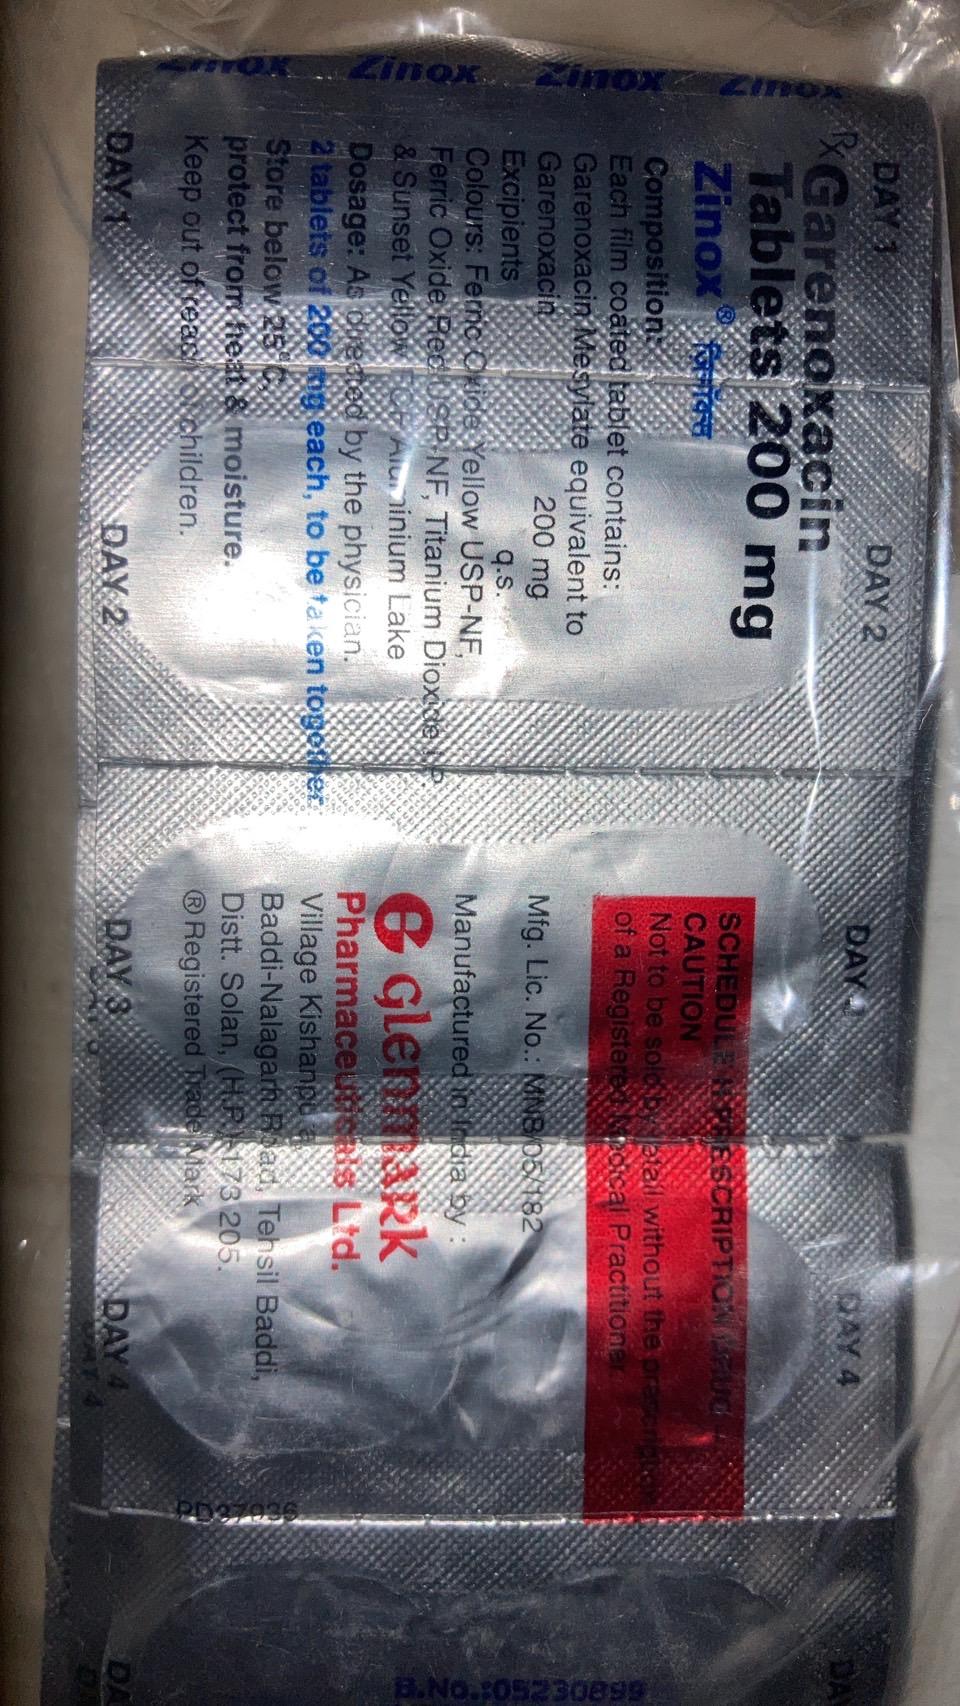 Zinox Zinox Zinox Zinox
DAY 1 DAY 2 DAY DAY 4
Rx Garenoxacin
Tablets 200 mg
Zinox® जिनॉक्स
Composition:
Each film coated tablet contains:
Garenoxacin Mesylate equivalent to
Garenoxacin 200 mg
Excipients q.s.
Colours: Ferric Oxide Yellow USP-NF,
Ferric Oxide Red USP-NF, Titanium Dioxide I.P.
& Sunset Yellow FCF Aluminium Lake
Dosage: As directed by the physician.
2 tablets of 200 mg each, to be taken together
Store below 25°C,
protect from heat & moisture.
Keep out of reach of children.
SCHEDULE H PRESCRIPTION DRUG
CAUTION
Not to be sold by retail without the prescription
of a Registered Medical Practitioner
Mfg. Lic. No.: MNB/05/182
Manufactured in India by :
Glenmark
Pharmaceuticals Ltd.
Village Kishanpura
Baddi-Nalagarh Road, Tehsil Baddi,
Distt. Solan, (H.P.) 173 205.
® Registered Trade Mark
DAY 1 DAY 2 DAY 3 DAY 4
PD37036
B.No.:05230899